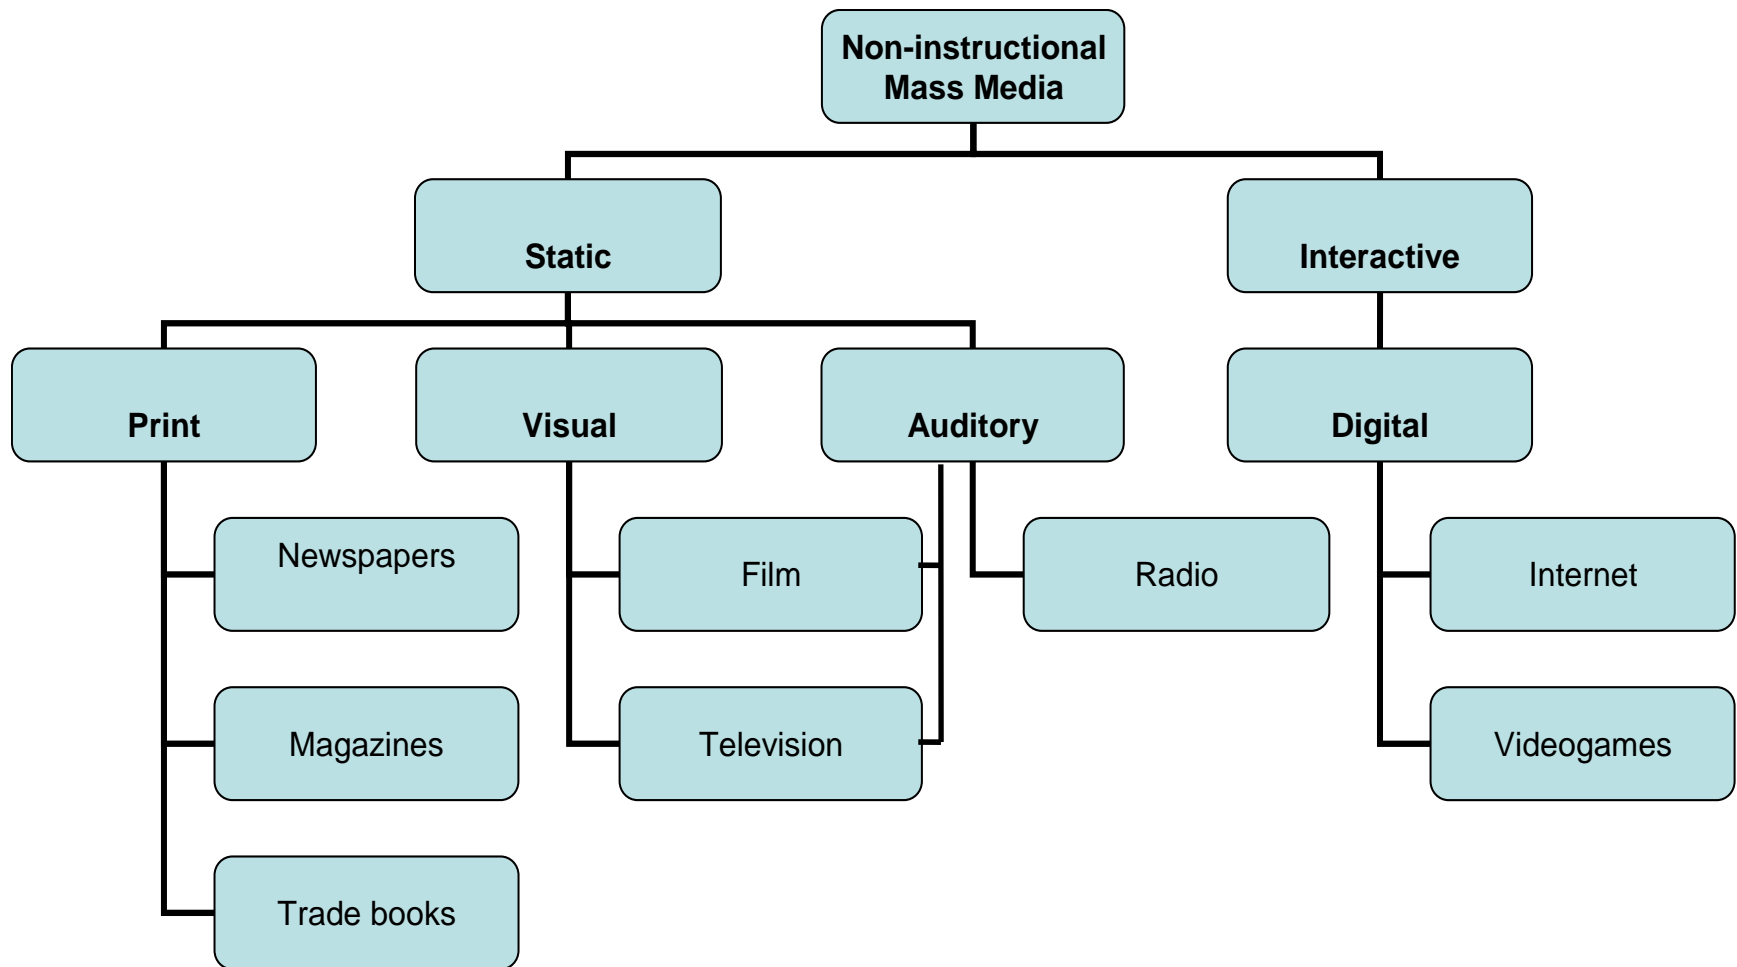 Non-instructional
Mass Media
Static
Interactive
Print
Visual
Auditory
Digital
Newspapers
Film
Radio
Internet
Magazines
Television
Videogames
Trade books